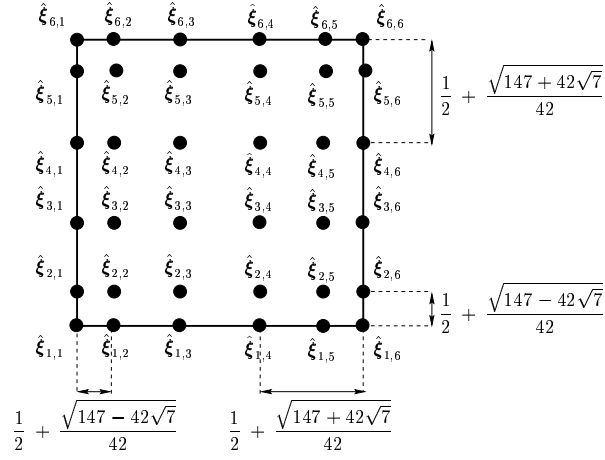 ξ̂6,1 ξ̂6,2 ξ̂6,3 ξ̂6,4 ξ̂6,5 ξ̂6,6
ξ̂5,1 ξ̂5,2 ξ̂5,3 ξ̂5,4 ξ̂5,5 ξ̂5,6
1/2 + √(147 + 42√7)/42
ξ̂4,1 ξ̂4,2 ξ̂4,3 ξ̂4,4 ξ̂4,5 ξ̂4,6
ξ̂3,1 ξ̂3,2 ξ̂3,3 ξ̂3,4 ξ̂3,5 ξ̂3,6
ξ̂2,1 ξ̂2,2 ξ̂2,3 ξ̂2,4 ξ̂2,5 ξ̂2,6
1/2 + √(147 − 42√7)/42
ξ̂1,1 ξ̂1,2 ξ̂1,3 ξ̂1,4 ξ̂1,5 ξ̂1,6
1/2 + √(147 − 42√7)/42 1/2 + √(147 + 42√7)/42